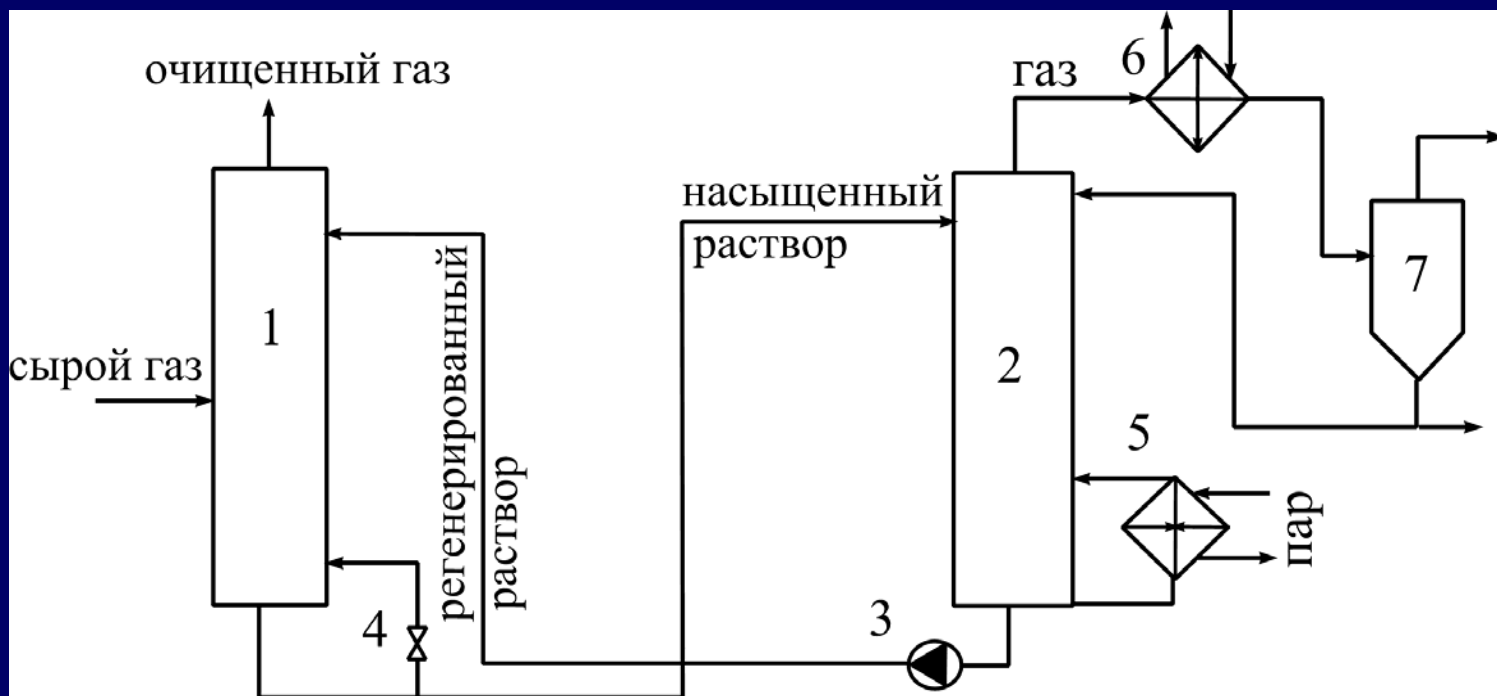 очищенный газ
газ
6
насыщенный
раствор
7
1
2
сырой газ
регенерированный
раствор
5
пар
3
4